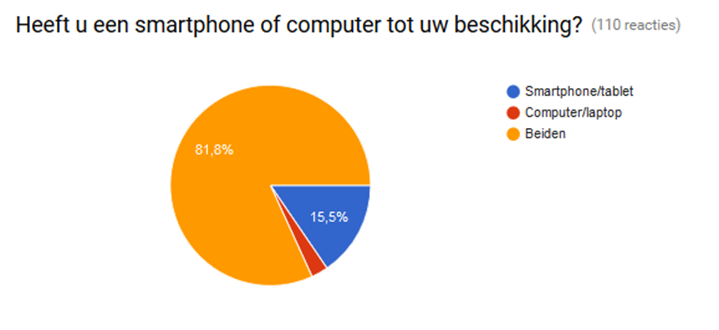 Heeft u een smartphone of computer tot uw beschikking? (110 reacties)
Smartphone/tablet
Computer/laptop
Beiden
81,8%
15,5%